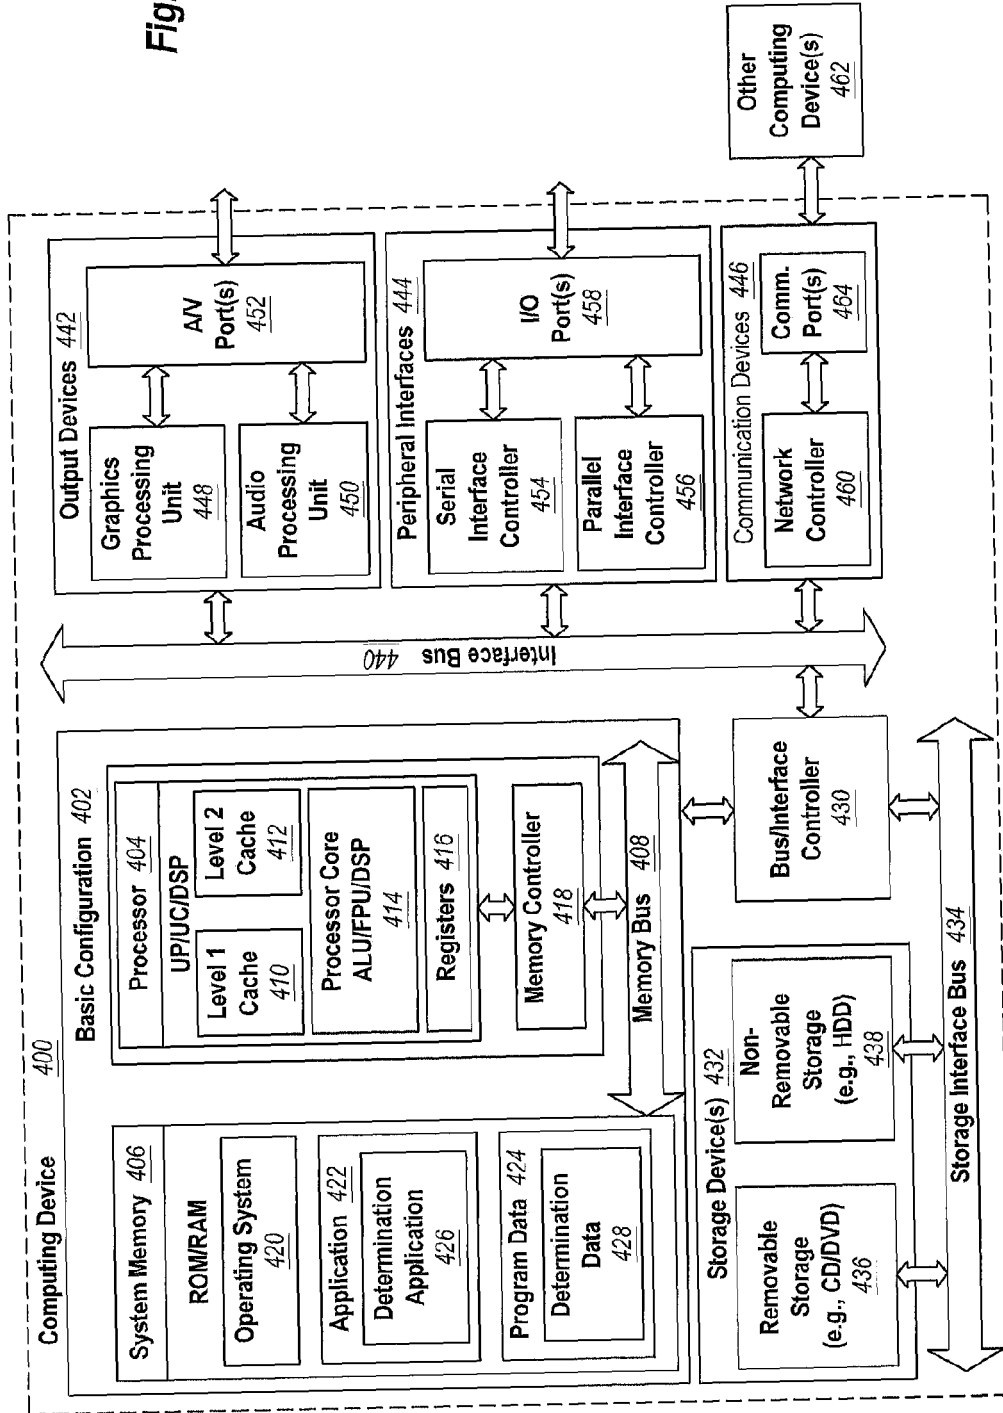 Fig.
Computing Device 400
Basic Configuration 402
System Memory 406
ROM/RAM
Operating System
420
Application 422
Determination
Application
426
Program Data 424
Determination
Data
428
Processor 404
UP/UC/DSP
Level 1
Cache
410
Level 2
Cache
412
Processor Core
ALU/FPU/DSP
414
Registers 416
Memory Controller
418
Memory Bus 408
Storage Device(s) 432
Removable
Storage
(e.g., CD/DVD)
436
Non-
Removable
Storage
(e.g., HDD)
438
Bus/Interface
Controller
430
Storage Interface Bus 434
Interface Bus 440
Output Devices 442
Graphics
Processing
Unit
448
Audio
Processing
Unit
450
A/V
Port(s)
452
Peripheral Interfaces 444
Serial
Interface
Controller
454
Parallel
Interface
Controller
456
I/O
Port(s)
458
Communication Devices 446
Network
Controller
460
Comm.
Port(s)
464
Other
Computing
Device(s)
462